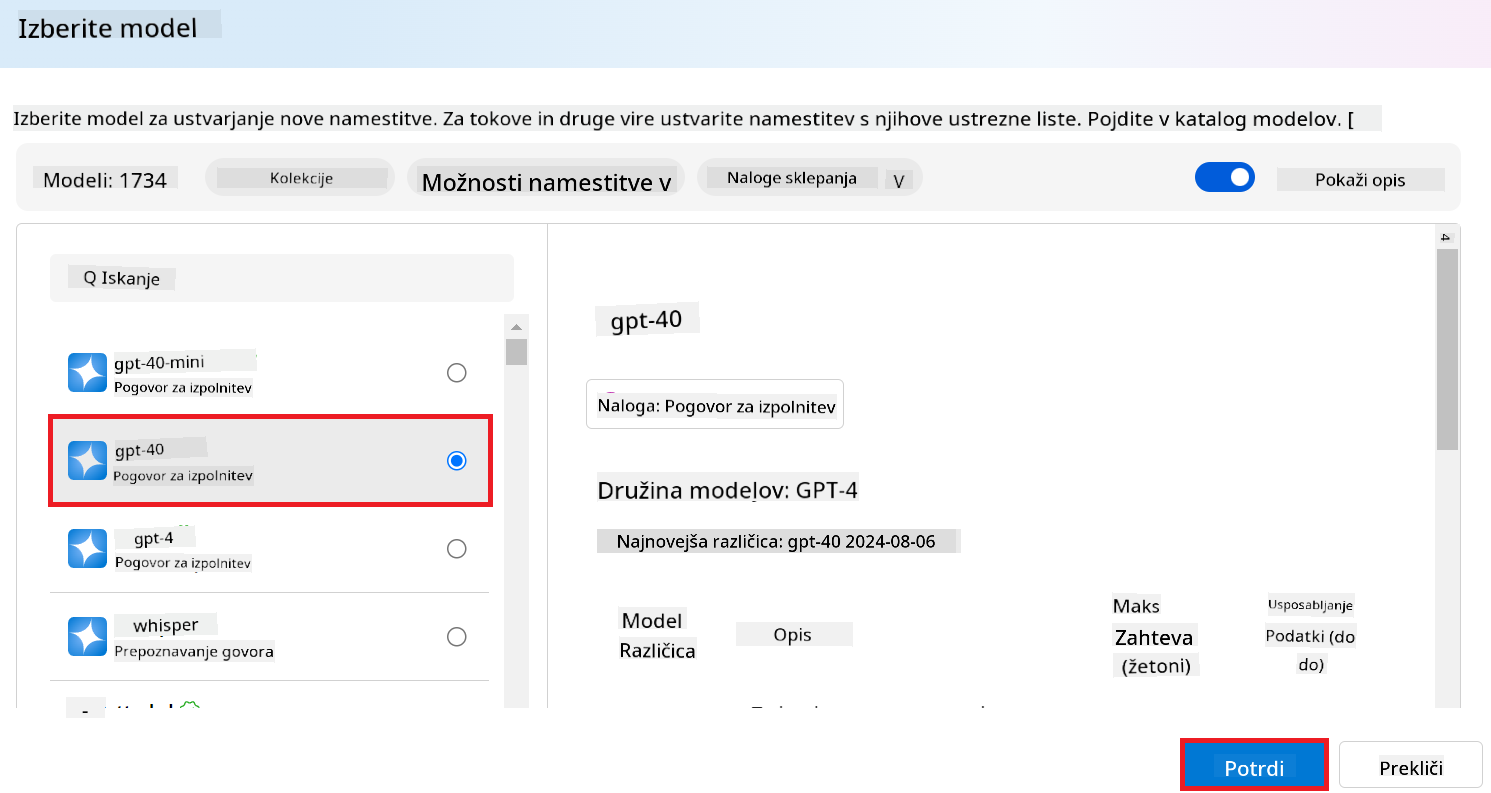 Izberite model
Izberite model za ustvarjanje nove namestitve. Za tokove in druge vire ustvarite namestitev s njihove ustrezne liste. Pojdite v katalog modelov. [
Modeli: 1734 Kolekcije Možnosti namestitve v Naloge sklepanja V Pokaži opis
Q Iskanje
gpt-40-mini
Pogovor za izpolnitev
gpt-40
Pogovor za izpolnitev
gpt-4
Pogovor za izpolnitev
whisper
Prepoznavanje govora
4
gpt-40
Naloga: Pogovor za izpolnitev
Družina modelov: GPT-4
Najnovejša različica: gpt-40 2024-08-06
Model
Različica
Opis
Maks
Zahteva
(žetoni)
Usposabljanje
Podatki (do
do)
Potrdi Prekliči